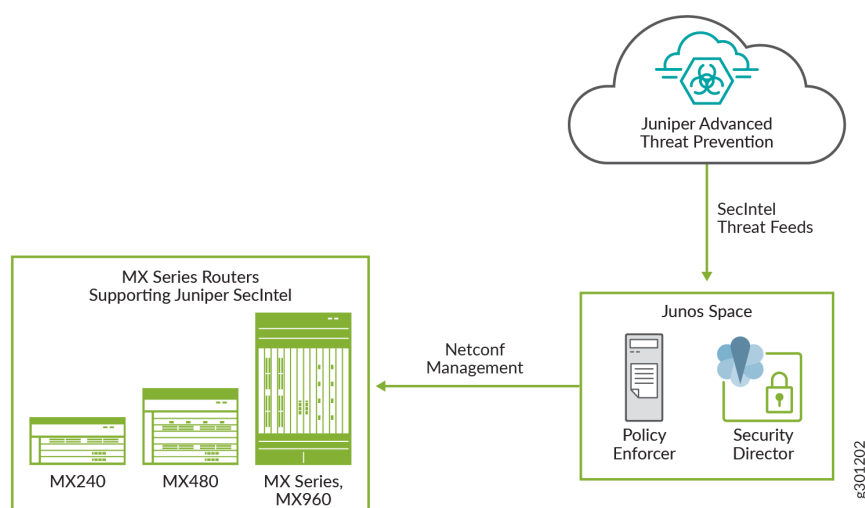 Juniper Advanced
Threat Prevention
SecIntel
Threat Feeds
MX Series Routers
Supporting Juniper SecIntel
Junos Space
Netconf
Management
Policy
Enforcer
Security
Director
MX240
MX480
MX Series,
MX960
g301202